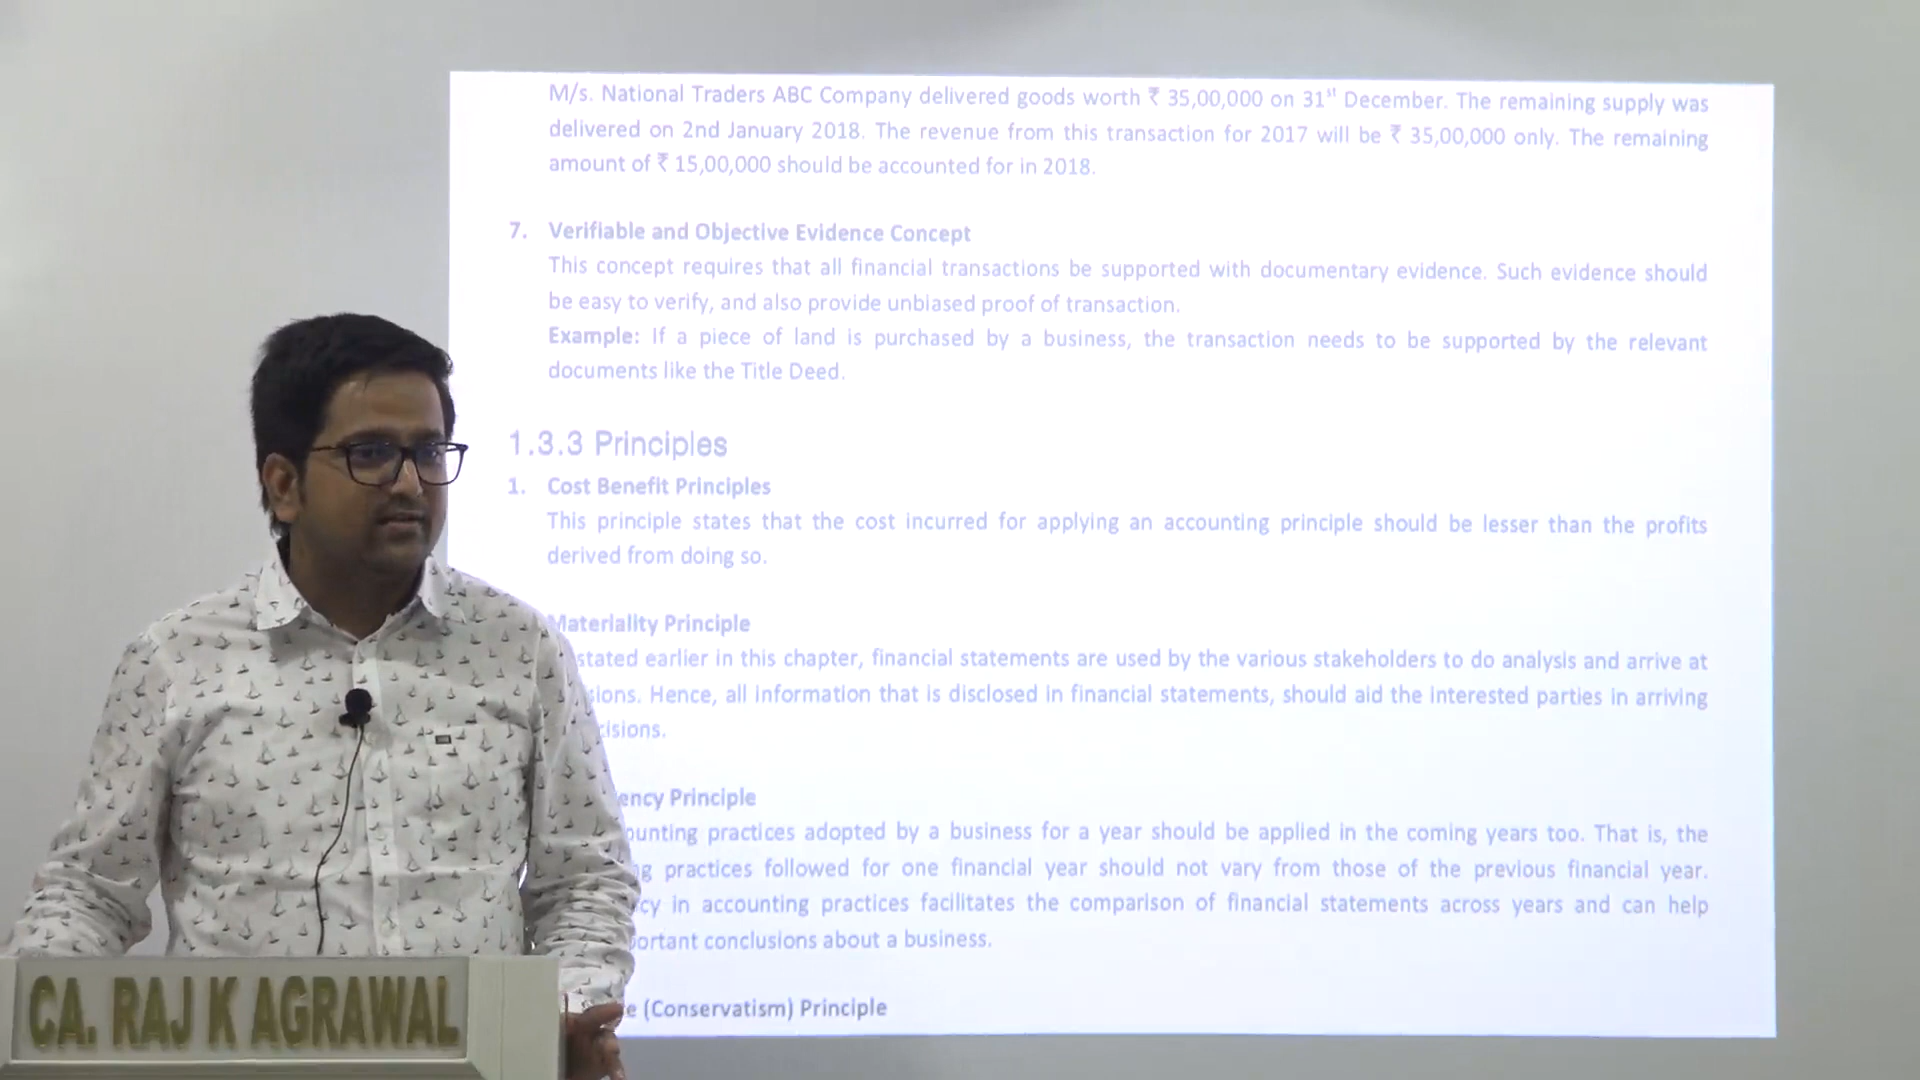 M/s. National Traders ABC Company delivered goods worth ₹ 35,00,000 on 31st December. The remaining supply was
delivered on 2nd January 2018. The revenue from this transaction for 2017 will be ₹ 35,00,000 only. The remaining
amount of ₹ 15,00,000 should be accounted for in 2018.
7. Verifiable and Objective Evidence Concept
This concept requires that all financial transactions be supported with documentary evidence. Such evidence should
be easy to verify, and also provide unbiased proof of transaction.
Example: If a piece of land is purchased by a business, the transaction needs to be supported by the relevant
documents like the Title Deed.
1.3.3 Principles
1. Cost Benefit Principles
This principle states that the cost incurred for applying an accounting principle should be lesser than the profits
derived from doing so.
Materiality Principle
stated earlier in this chapter, financial statements are used by the various stakeholders to do analysis and arrive at
Hence, all information that is disclosed in financial statements, should aid the interested parties in arriving
Principle
practices adopted by a business for a year should be applied in the coming years too. That is, the
practices followed for one financial year should not vary from those of the previous financial year.
in accounting practices facilitates the comparison of financial statements across years and can help
conclusions about a business.
(Conservatism) Principle
CA. RAJ K AGRAWAL